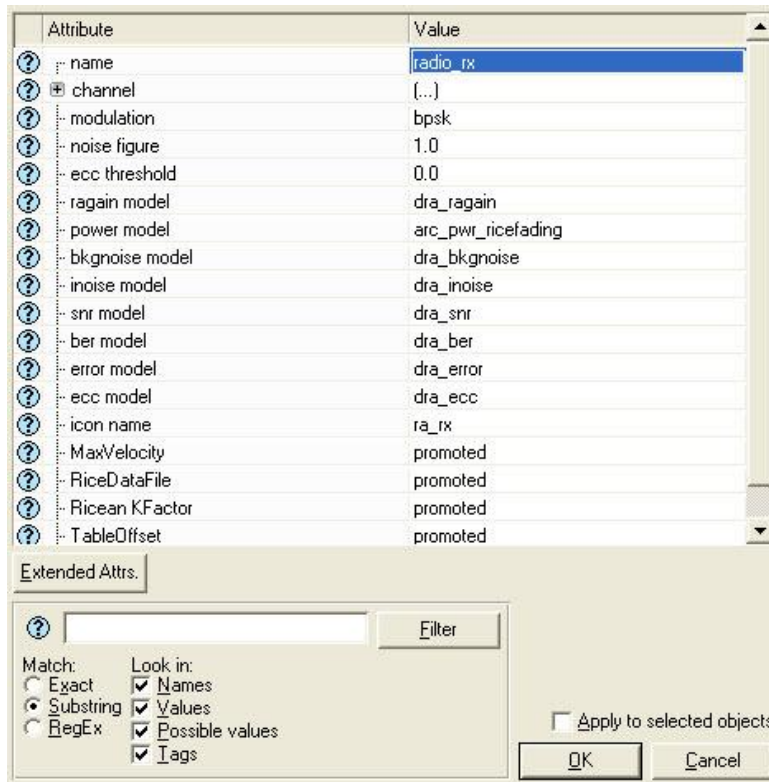 Attribute Value
name radio_rx
channel (...)
modulation bpsk
noise figure 1.0
ecc threshold 0.0
ragain model dra_ragain
power model arc_pwr_ricefading
bkgnoise model dra_bkgnoise
inoise model dra_inoise
snr model dra_snr
ber model dra_ber
error model dra_error
ecc model dra_ecc
icon name ra_rx
MaxVelocity promoted
RiceDataFile promoted
Ricean KFactor promoted
TableOffset promoted
Extended Attrs.
Filter
Match: Look in:
Exact Names
Substring Values
RegEx Possible values
Tags
Apply to selected objects
OK Cancel